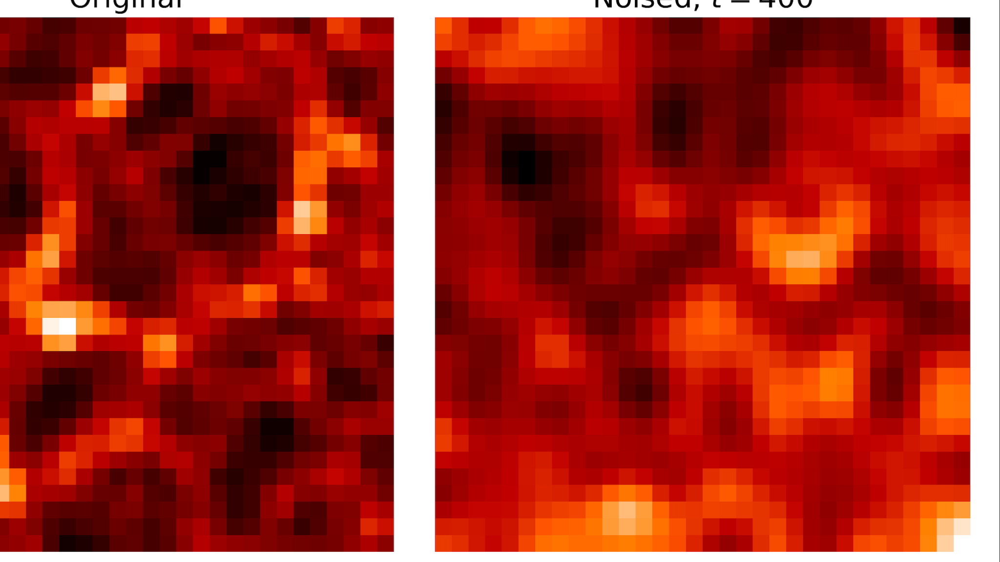 Original
Noised, t = 400